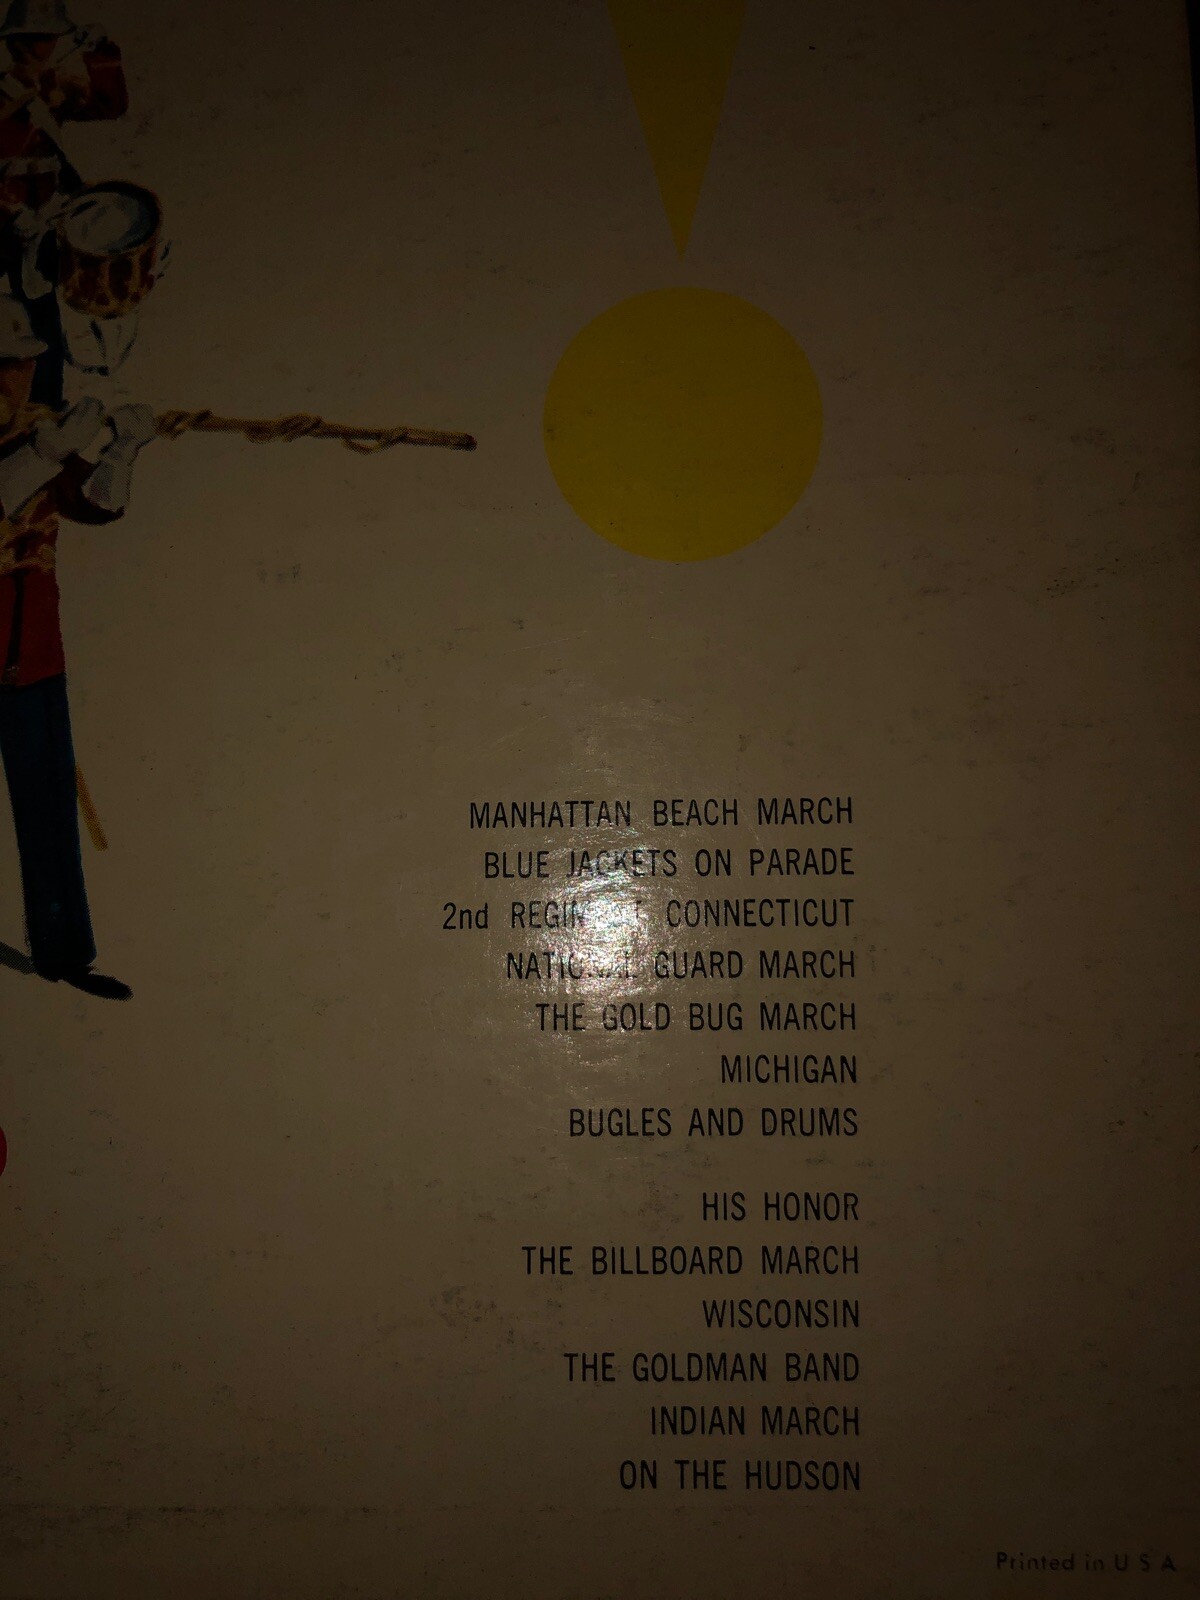 MANHATTAN BEACH MARCH
BLUE JACKETS ON PARADE
2nd CONNECTICUT
NATIONAL GUARD MARCH
THE GOLD BUG MARCH
MICHIGAN
BUGLES AND DRUMS
HIS HONOR
THE BILLBOARD MARCH
WISCONSIN
THE GOLDMAN BAND
INDIAN MARCH
ON THE HUDSON
Printed in U S A